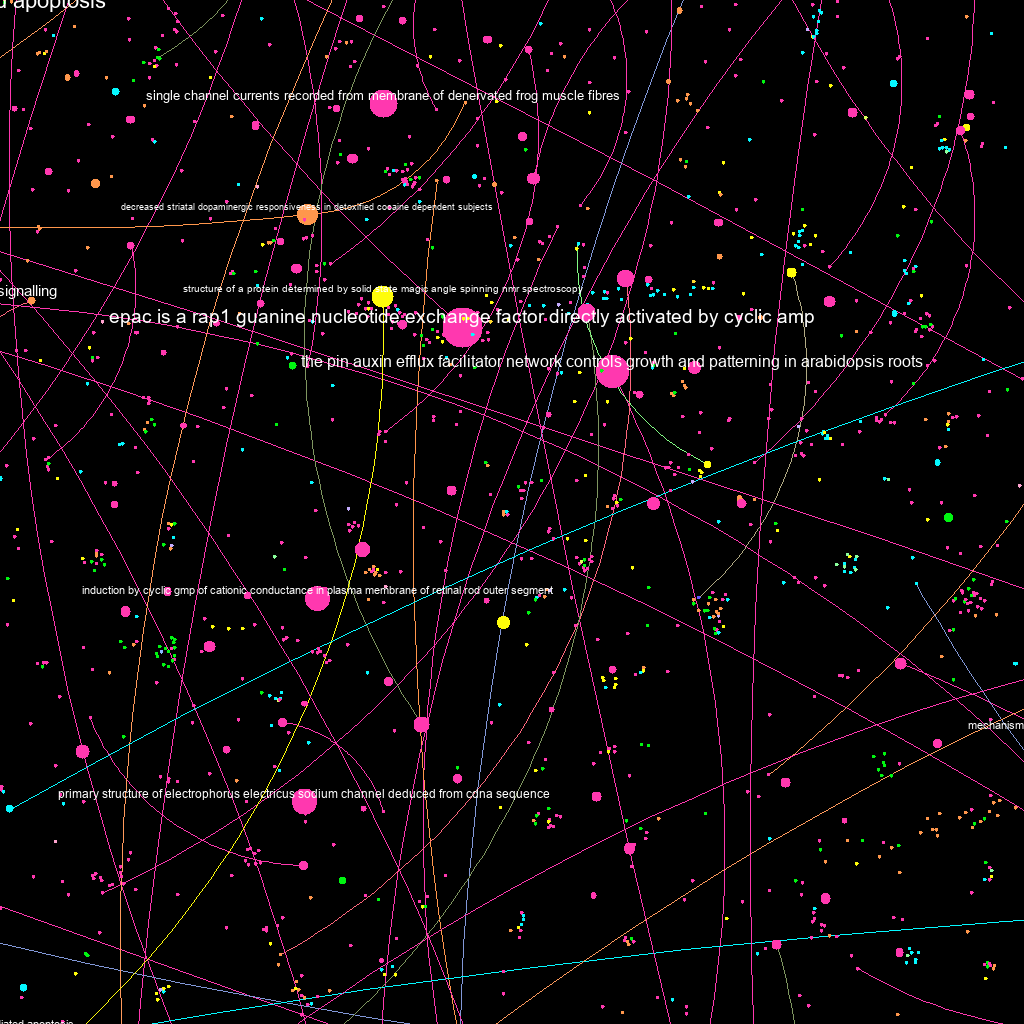 d apoptosis
single channel currents recorded from membrane of denervated frog muscle fibres
decreased striatal dopaminergic responsiveness in detoxified cocaine dependent subjects
signalling
structure of a protein determined by solid state magic angle spinning nmr spectroscopy
epac is a rap1 guanine nucleotide exchange factor directly activated by cyclic amp
the pin auxin efflux facilitator network controls growth and patterning in arabidopsis roots
induction by cyclic gmp of cationic conductance in plasma membrane of retinal rod outer segment
mechanism
primary structure of electrophorus electricus sodium channel deduced from cdna sequence
iated apoptosis